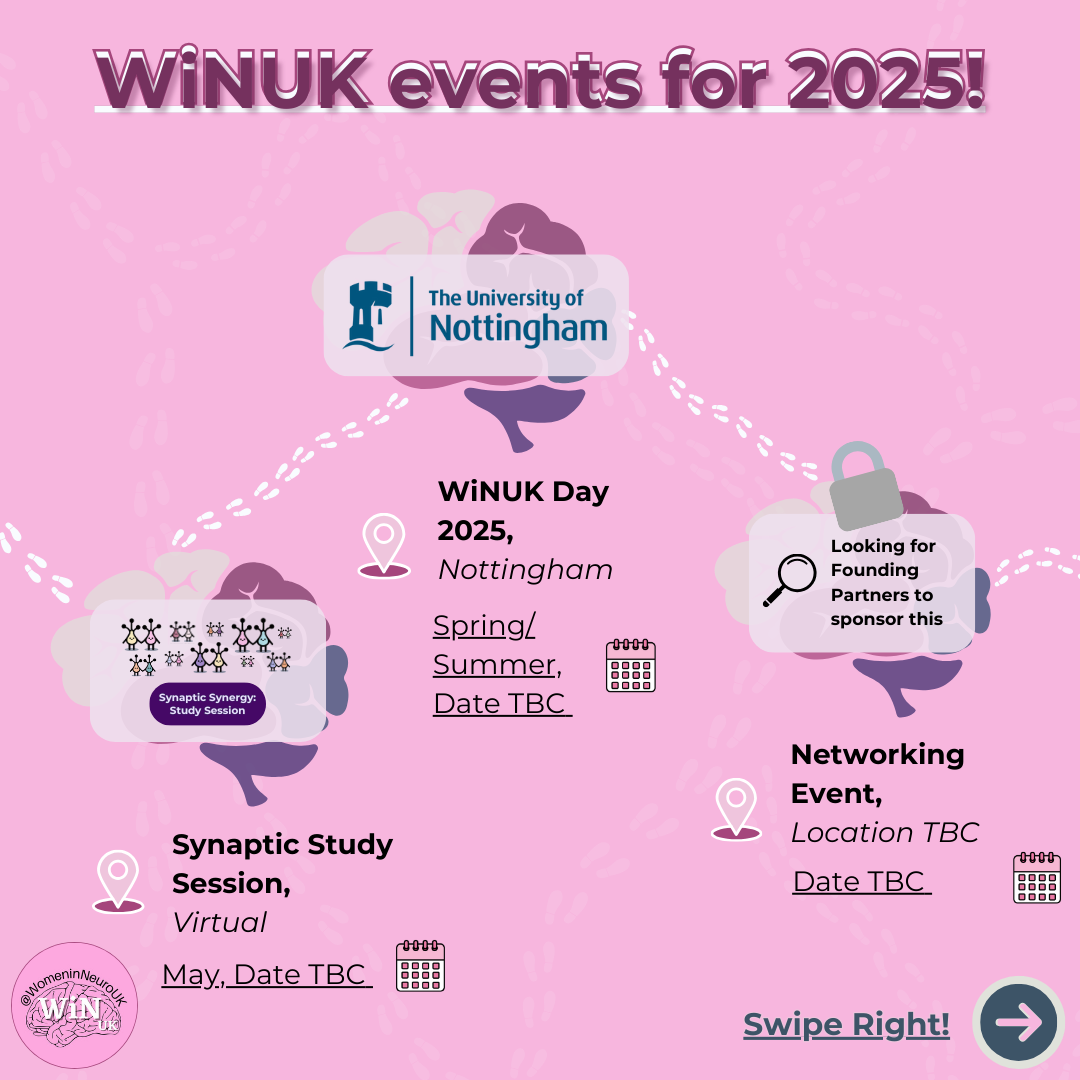 WiNUK events for 2025!
The University of
Nottingham
WiNUK Day
2025,
Nottingham
Spring/
Summer,
Date TBC
Looking for
Founding
Partners to
sponsor this
Networking
Event,
Location TBC
Date TBC
Synaptic Synergy:
Study Session
Synaptic Study
Session,
Virtual
May, Date TBC
@WomeninNeuroUK
WiN
UK
Swipe Right!